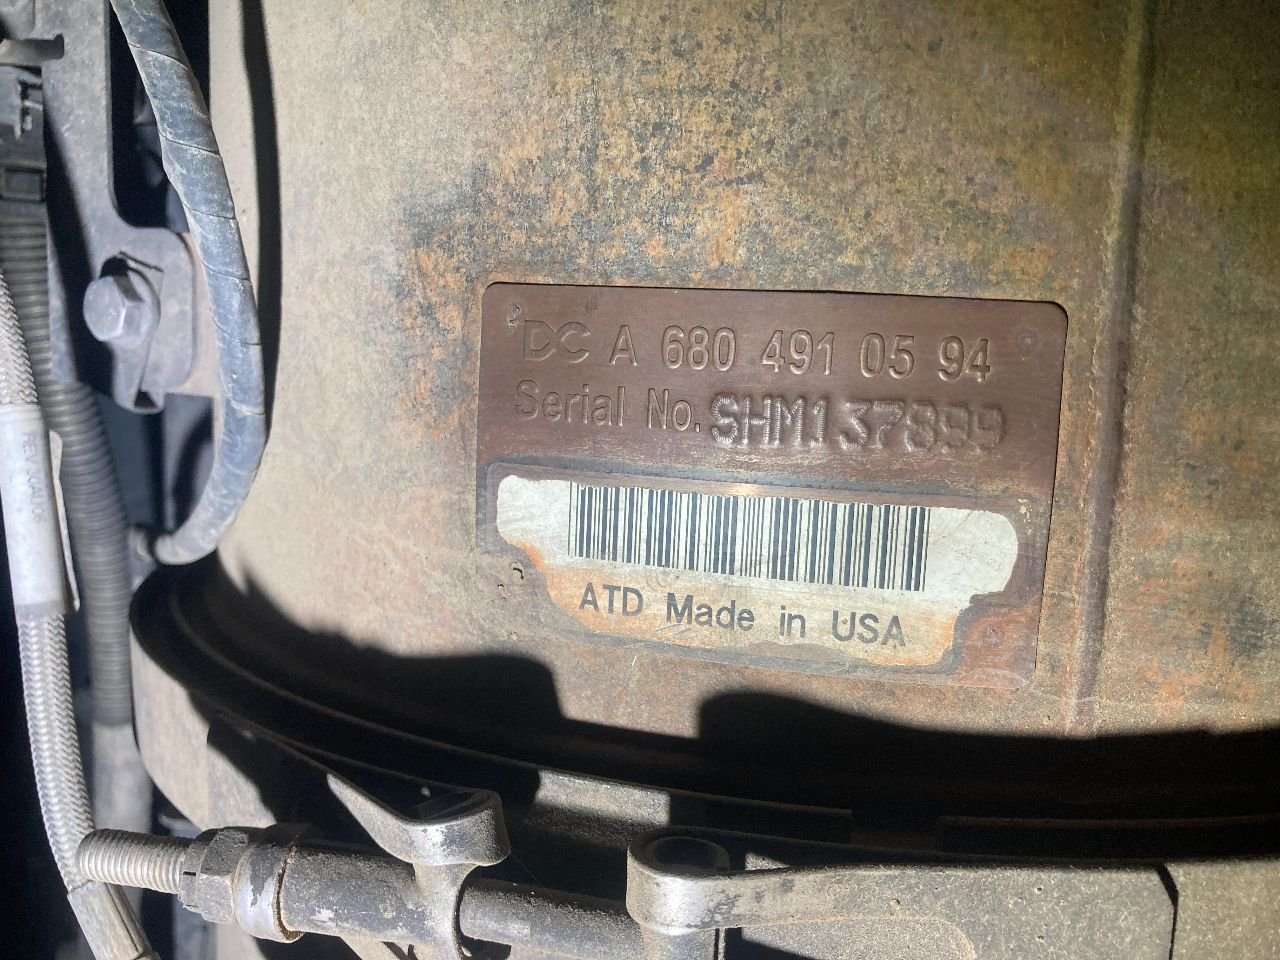 DC A 680 491 05 94
Serial No. SHM137899
ATD Made in USA